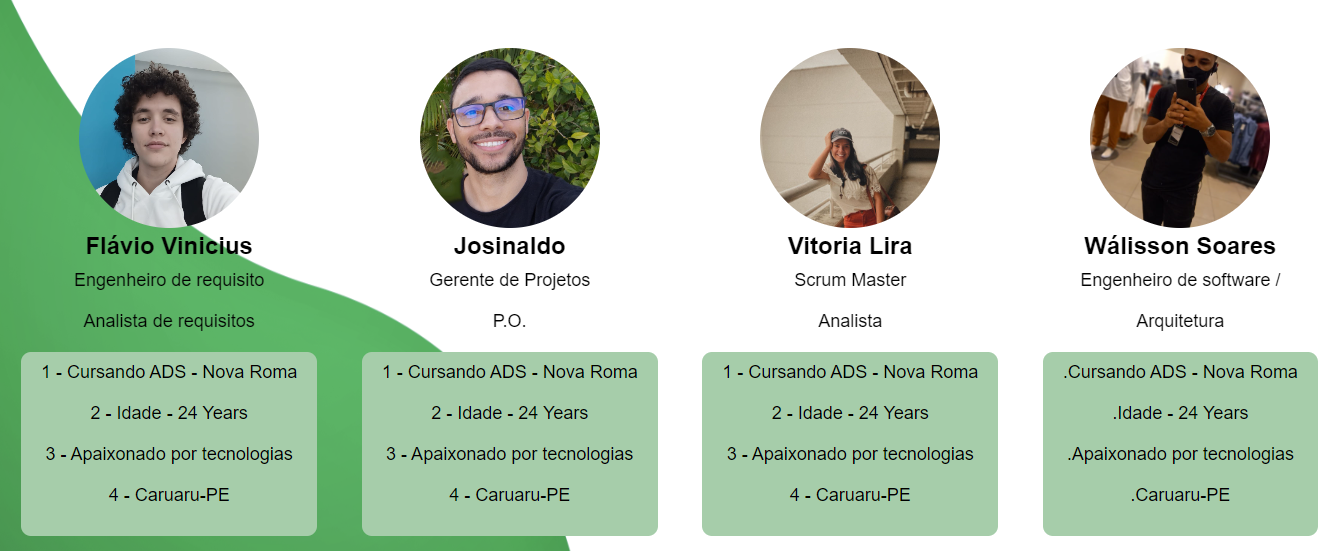 Flávio Vinicius
Engenheiro de requisito
Analista de requisitos
1 - Cursando ADS - Nova Roma
2 - Idade - 24 Years
3 - Apaixonado por tecnologias
4 - Caruaru-PE
Josinaldo
Gerente de Projetos
P.O.
1 - Cursando ADS - Nova Roma
2 - Idade - 24 Years
3 - Apaixonado por tecnologias
4 - Caruaru-PE
Vitoria Lira
Scrum Master
Analista
1 - Cursando ADS - Nova Roma
2 - Idade - 24 Years
3 - Apaixonado por tecnologias
4 - Caruaru-PE
Wálisson Soares
Engenheiro de software /
Arquitetura
.Cursando ADS - Nova Roma
.Idade - 24 Years
.Apaixonado por tecnologias
.Caruaru-PE